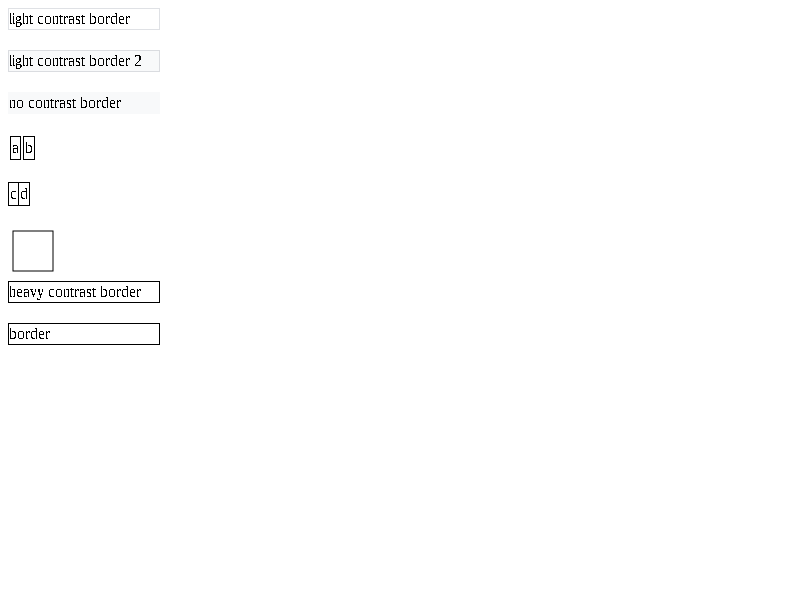 light contrast border
light contrast border 2
no contrast border
a b
c d
heavy contrast border
border